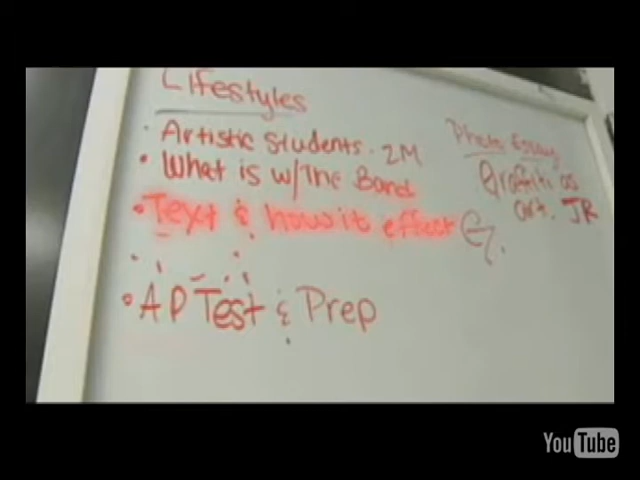 Lifestyles
• Artistic Students. 2M
• What is w/The Band
• Text & how it effect
• AP Test & Prep
Photo Essay
Graffiti as
art. JR
YouTube